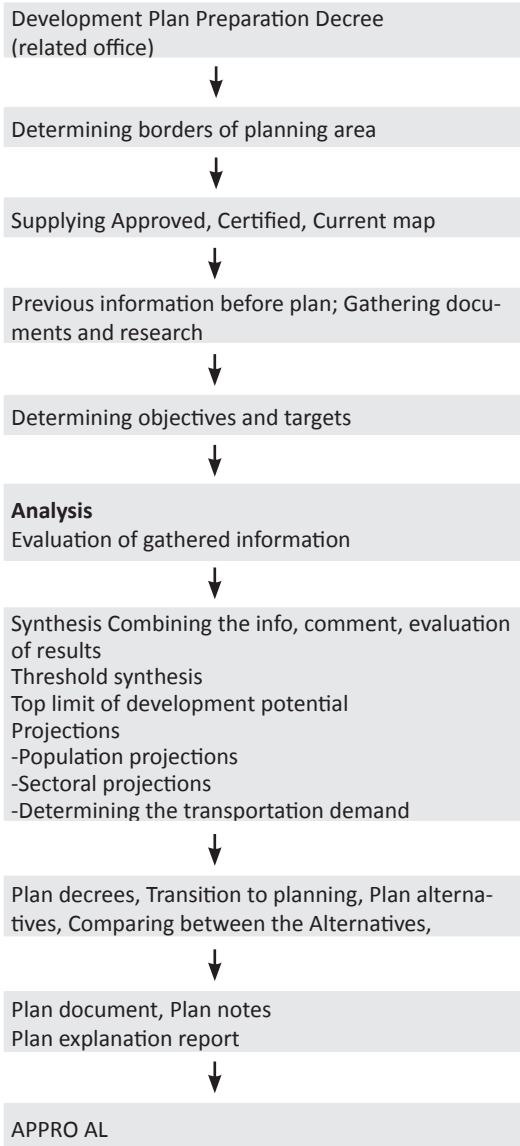 Development Plan Preparation Decree
(related office)
Determining borders of planning area
Supplying Approved, Certified, Current map
Previous information before plan; Gathering docu-
ments and research
Determining objectives and targets
Analysis
Evaluation of gathered information
Synthesis Combining the info, comment, evaluation
of results
Threshold synthesis
Top limit of development potential
Projections
-Population projections
-Sectoral projections
-Determining the transportation demand
Plan decrees, Transition to planning, Plan alterna-
tives, Comparing between the Alternatives,
Plan document, Plan notes
Plan explanation report
APPRO AL